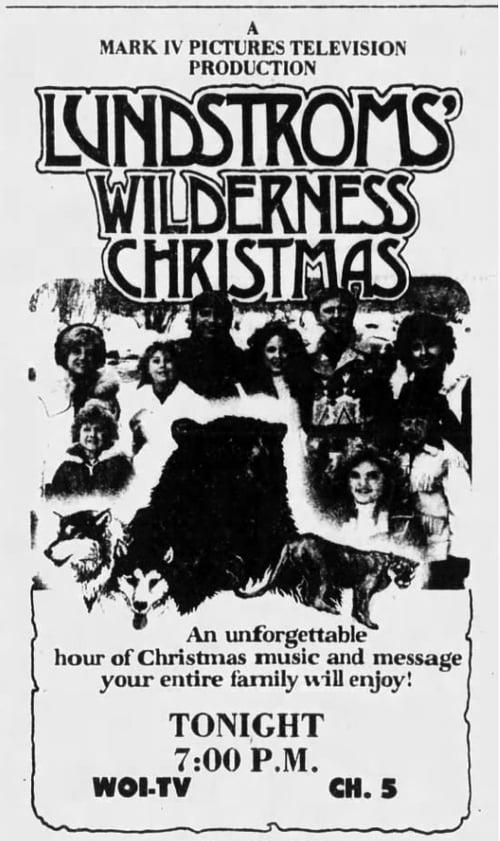 A
MARK IV PICTURES TELEVISION
PRODUCTION
LUNDSTROMS'
WILDERNESS
CHRISTMAS
An unforgettable
hour of Christmas music and message
your entire family will enjoy!
TONIGHT
7:00 P.M.
WOI-TV CH. 5